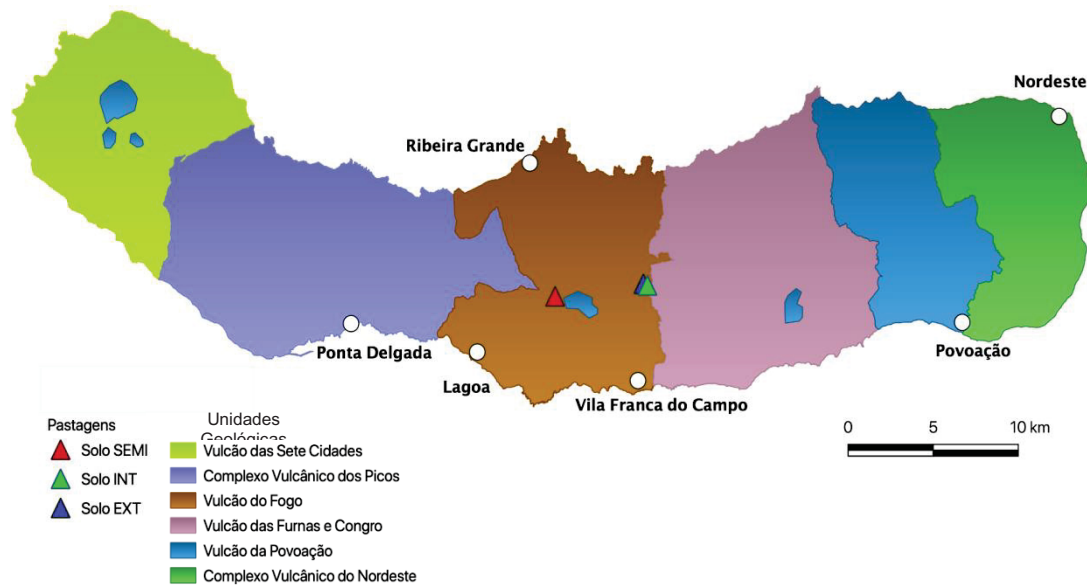 Nordeste
Ribeira Grande
Ponta Delgada
Lagoa
Vila Franca do Campo
Povoação
0 5 10 km
Pastagens
Solo SEMI
Solo INT
Solo EXT
Unidades
Geológicas
Vulcão das Sete Cidades
Complexo Vulcânico dos Picos
Vulcão do Fogo
Vulcão das Furnas e Congro
Vulcão da Povoação
Complexo Vulcânico do Nordeste